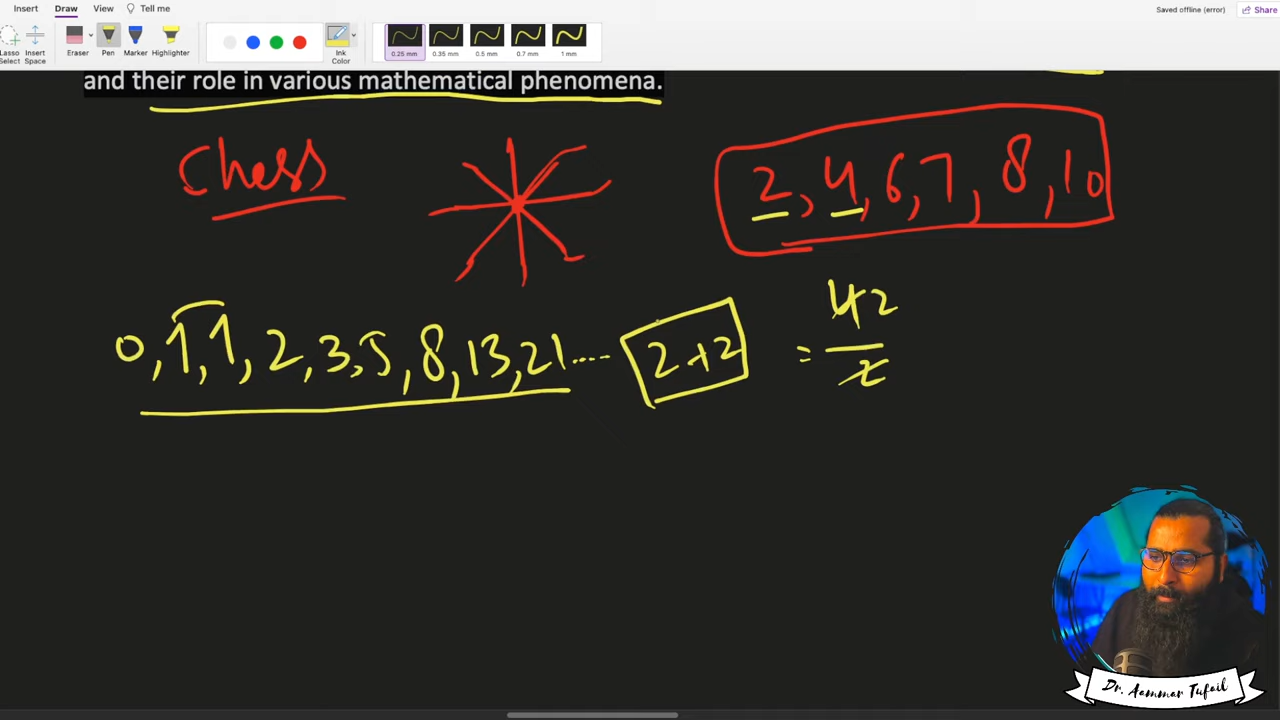 Insert Draw View Tell me
Saved offline (error) Share
Lasso Select Insert Space Eraser Pen Marker Highlighter Ink Color 0.25 mm 0.35 mm 0.5 mm 0.7 mm 1 mm
and their role in various mathematical phenomena.
Chess
2, 4, 6, 7, 8, 10
0, 1, 1, 2, 3, 5, 8, 13, 21.... 2+2 =
42
2
Dr. Aammar Tufail